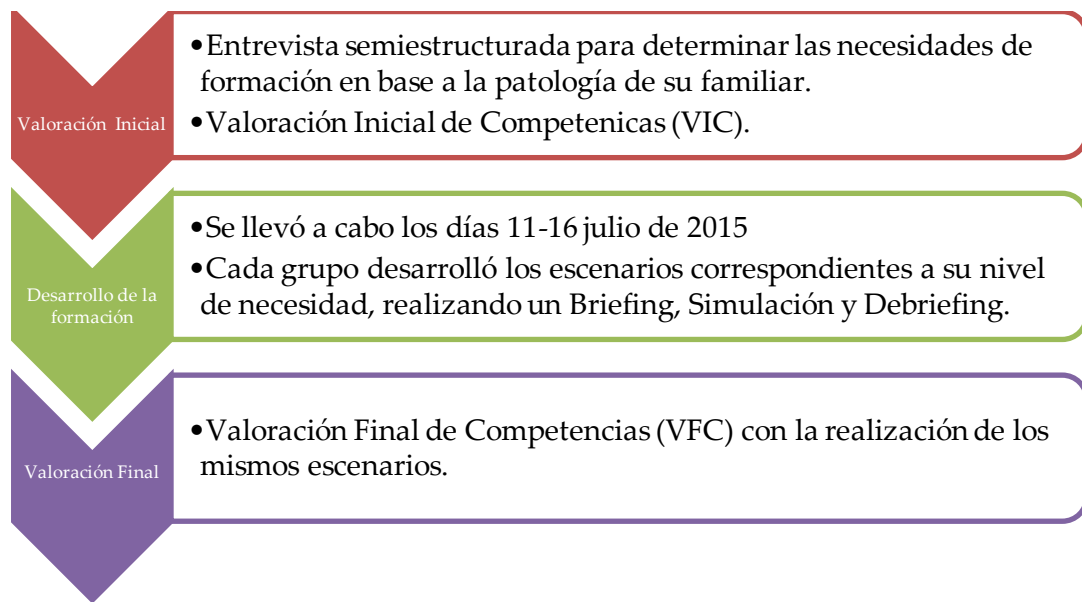 Valoración Inicial
•Entrevista semiestructurada para determinar las necesidades de
formación en base a la patología de su familiar.
•Valoración Inicial de Competenicas (VIC).
Desarrollo de la
formación
•Se llevó a cabo los días 11-16 julio de 2015
•Cada grupo desarrolló los escenarios correspondientes a su nivel
de necesidad, realizando un Briefing, Simulación y Debriefing.
Valoración Final
•Valoración Final de Competencias (VFC) con la realización de los
mismos escenarios.